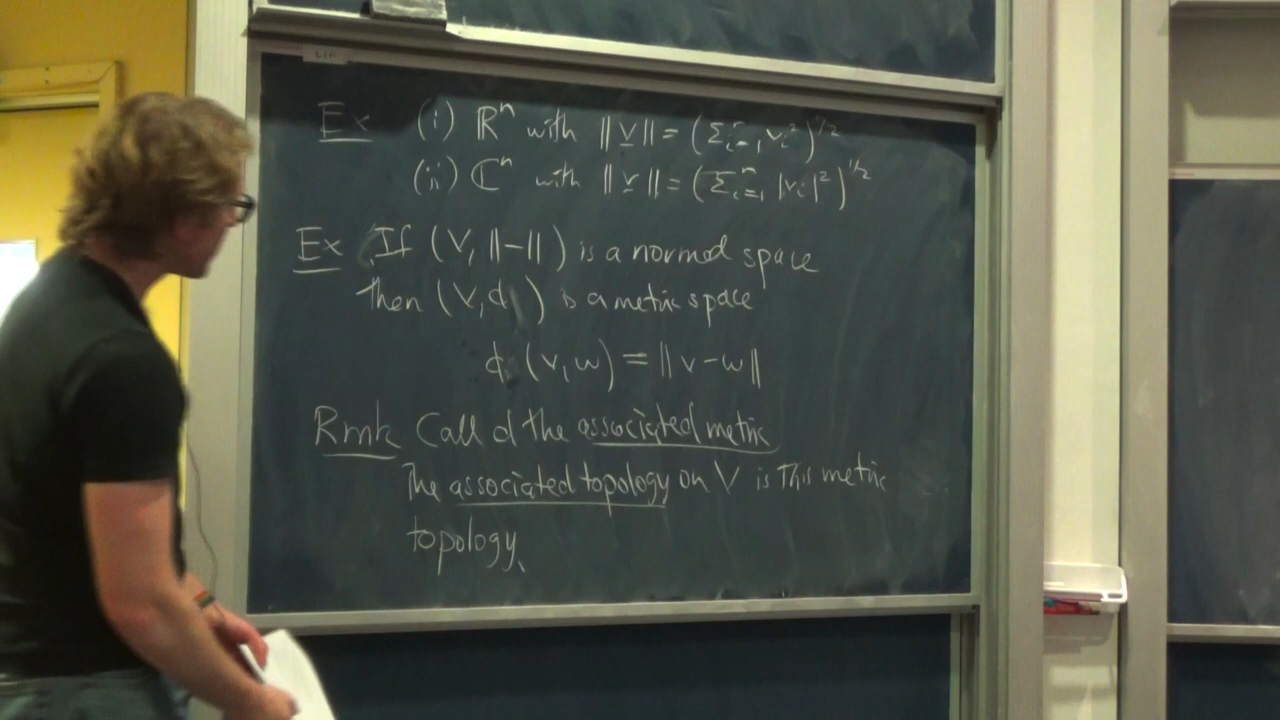 Lin
Ex (i) ℝⁿ with ‖v‖ = (Σᵢ₌₁ⁿ vᵢ²)^1/2
(ii) ℂⁿ with ‖v‖ = (Σᵢ₌₁ⁿ |vᵢ|²)^1/2
Ex If (V, ‖-‖) is a normed space
Then (V, d) is a metric space
d (v, w) = ‖v-w‖
Rmk Call d the associated metric
The associated topology on V is this metric
topology.